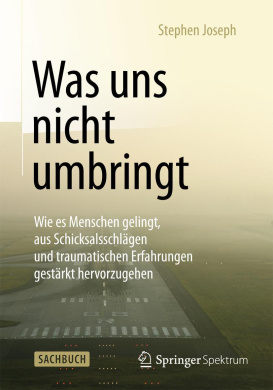 Stephen Joseph
Was uns
nicht
umbringt
Wie es Menschen gelingt,
aus Schicksalsschlägen
und traumatischen Erfahrungen
gestärkt hervorzugehen
SACHBUCH
Springer Spektrum